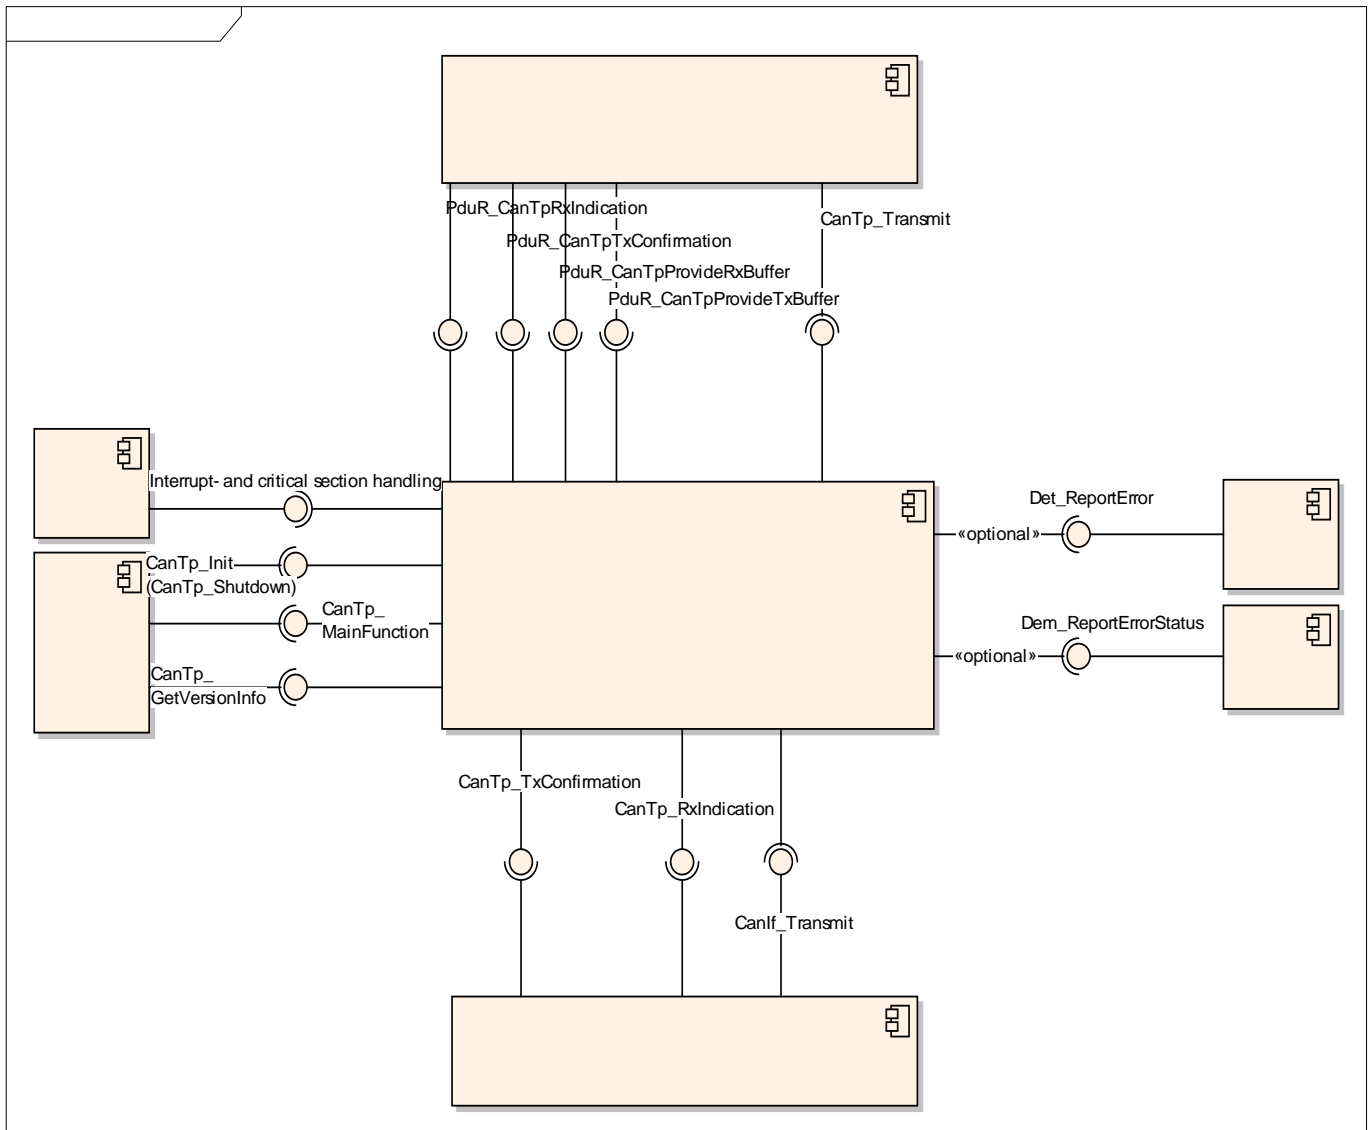 PduR_CanTpRxIndication
CanTp_Transmit
PduR_CanTpTxConfirmation
PduR_CanTpProvideRxBuffer
PduR_CanTpProvideTxBuffer
Interrupt- and critical section handling
Det_ReportError
«optional»
CanTp_Init
(CanTp_Shutdown)
CanTp_
MainFunction
Dem_ReportErrorStatus
«optional»
CanTp_
GetVersionInfo
CanTp_TxConfirmation
CanTp_RxIndication
CanIf_Transmit